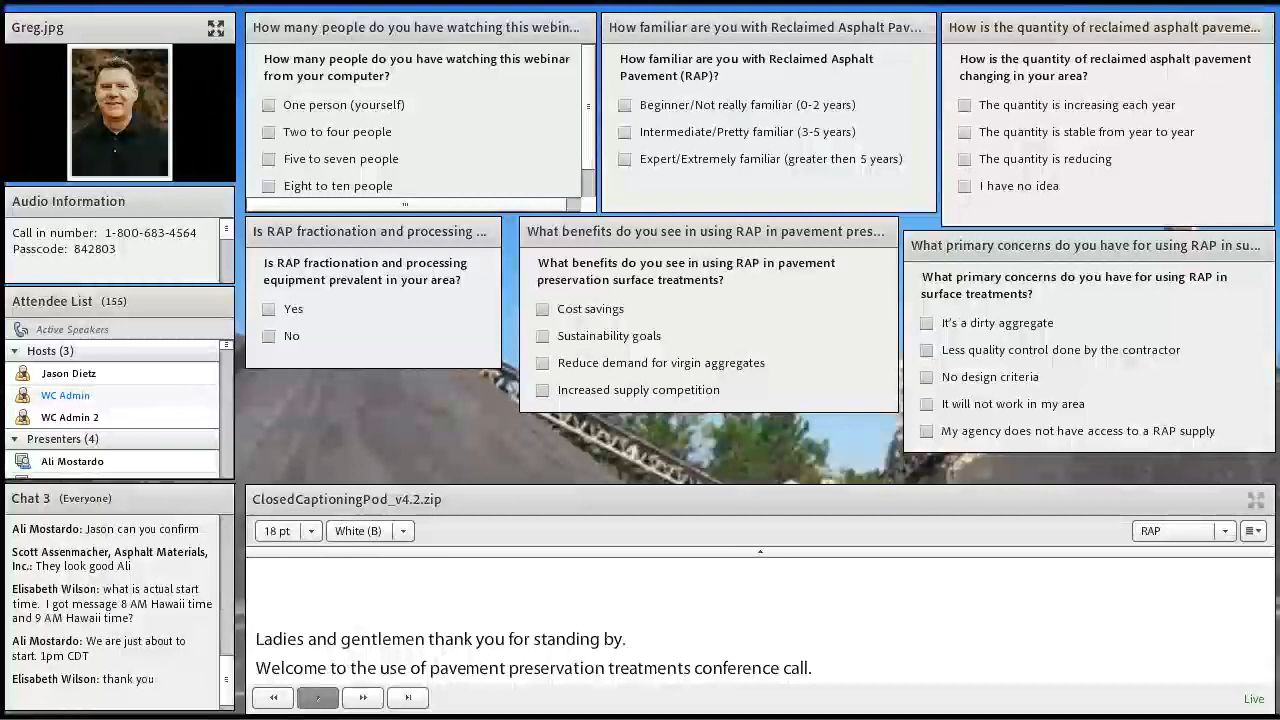 Greg.jpg
How many people do you have watching this webin...
How many people do you have watching this webinar
from your computer?
One person (yourself)
Two to four people
Five to seven people
Eight to ten people
How familiar are you with Reclaimed Asphalt Pav...
How familiar are you with Reclaimed Asphalt
Pavement (RAP)?
Beginner/Not really familiar (0-2 years)
Intermediate/Pretty familiar (3-5 years)
Expert/Extremely familiar (greater then 5 years)
How is the quantity of reclaimed asphalt paveme...
How is the quantity of reclaimed asphalt pavement
changing in your area?
The quantity is increasing each year
The quantity is stable from year to year
The quantity is reducing
I have no idea
Audio Information
Call in number: 1-800-683-4564
Passcode: 842803
Is RAP fractionation and processing ...
Is RAP fractionation and processing
equipment prevalent in your area?
Yes
No
What benefits do you see in using RAP in pavement pres...
What benefits do you see in using RAP in pavement
preservation surface treatments?
Cost savings
Sustainability goals
Reduce demand for virgin aggregates
Increased supply competition
What primary concerns do you have for using RAP in su...
What primary concerns do you have for using RAP in
surface treatments?
It's a dirty aggregate
Less quality control done by the contractor
No design criteria
It will not work in my area
My agency does not have access to a RAP supply
Attendee List (155)
Active Speakers
Hosts (3)
Jason Dietz
WC Admin
WC Admin 2
Presenters (4)
Ali Mostardo
Chat 3 (Everyone)
Ali Mostardo: Jason can you confirm
Scott Assenmacher, Asphalt Materials,
Inc.: They look good Ali
Elisabeth Wilson: what is actual start
time. I got message 8 AM Hawaii time
and 9 AM Hawaii time?
Ali Mostardo: We are just about to
start. 1pm CDT
Elisabeth Wilson: thank you
ClosedCaptioningPod_v4.2.zip
18 pt
White (B)
RAP
Ladies and gentlemen thank you for standing by.
Welcome to the use of pavement preservation treatments conference call.
Live